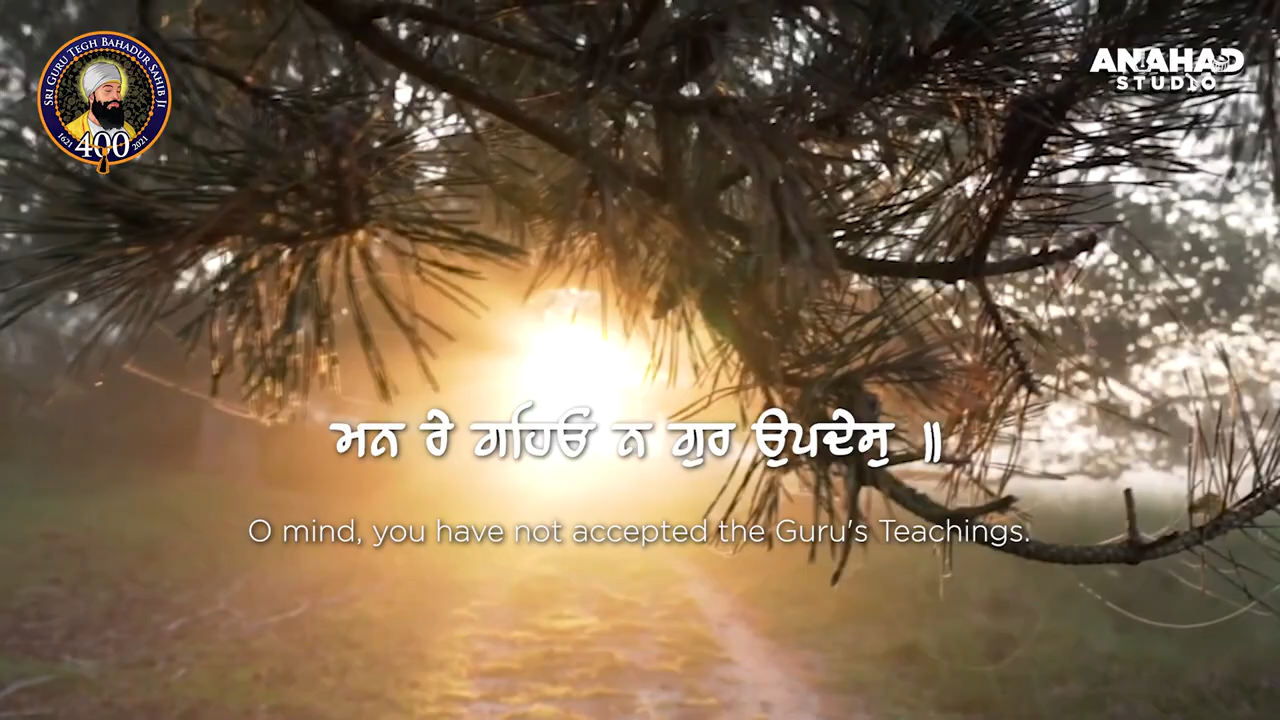 SRI GURU TEGH BAHADUR SAHIB JI
1621 400 2021
ANAHAD
STUDIO
ਮਨ ਰੇ ਗਹਿਓ ਨ ਗੁਰ ਉਪਦੇਸੁ ॥
O mind, you have not accepted the Guru's Teachings.